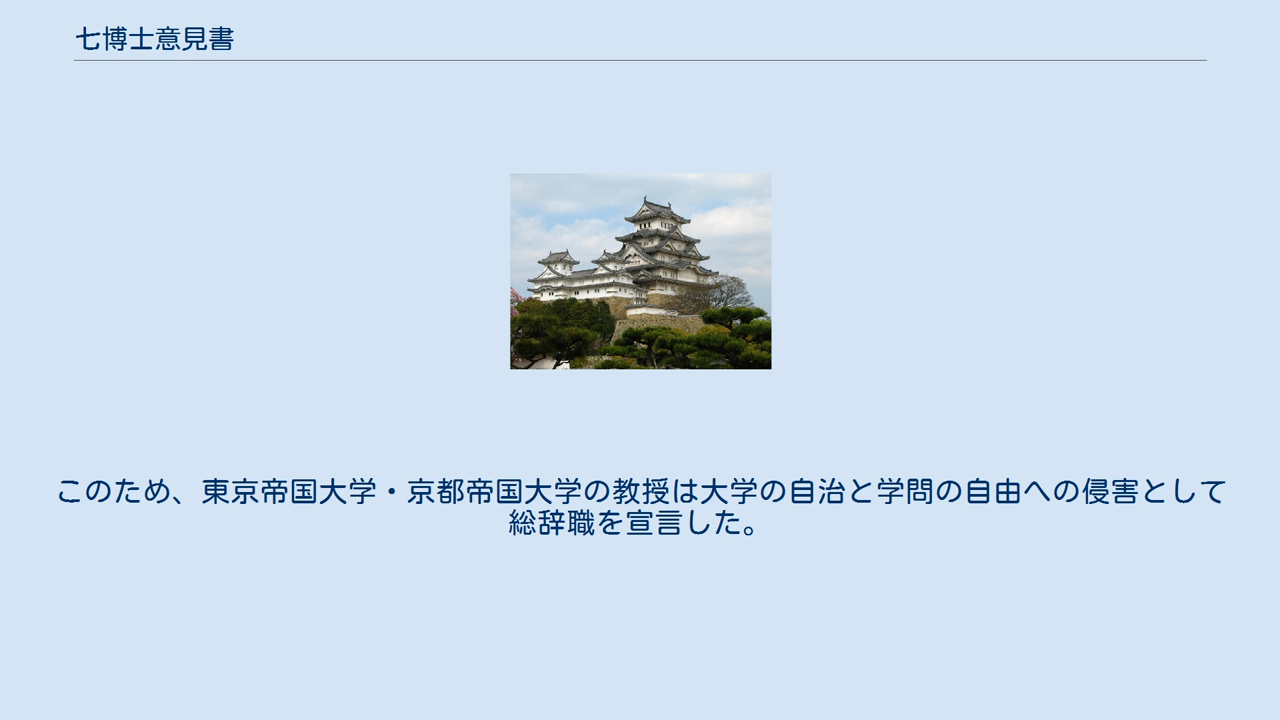 七博士意見書
このため、東京帝国大学・京都帝国大学の教授は大学の自治と学問の自由への侵害として
総辞職を宣言した。